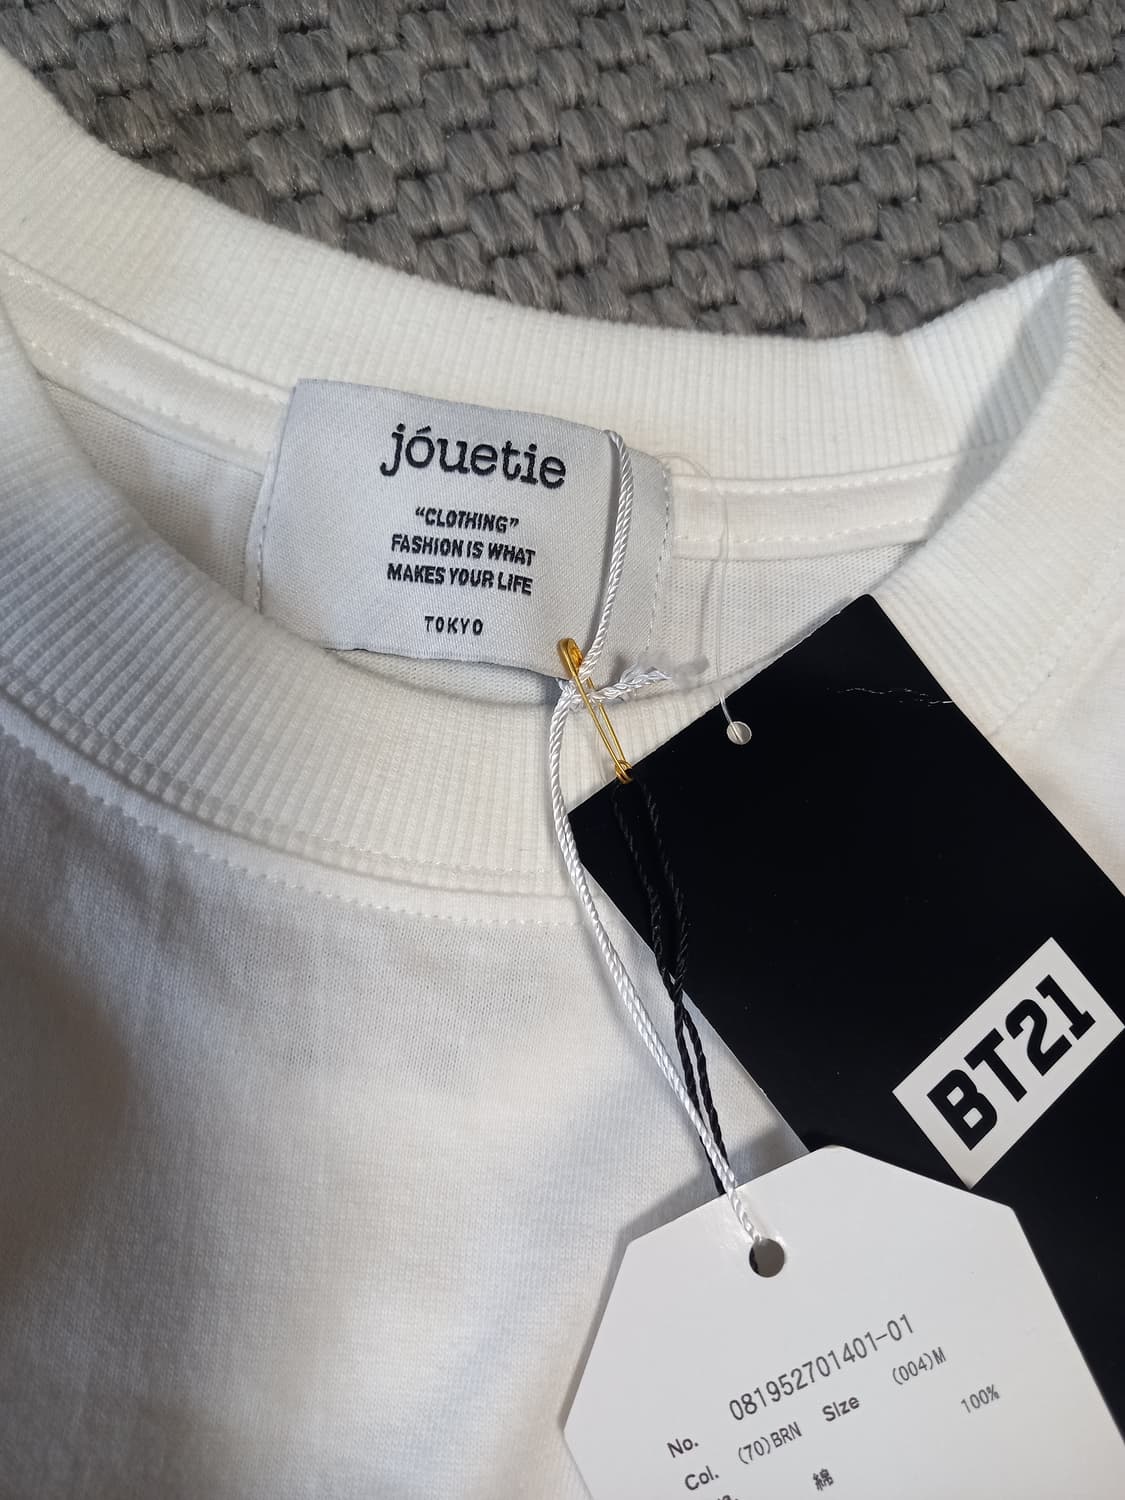 jóuetie
“CLOTHING”
FASHION IS WHAT
MAKES YOUR LIFE
TOKYO
BT21
No. 081952701401-01
Col. (70)BRN Size (004)M
綿 100%